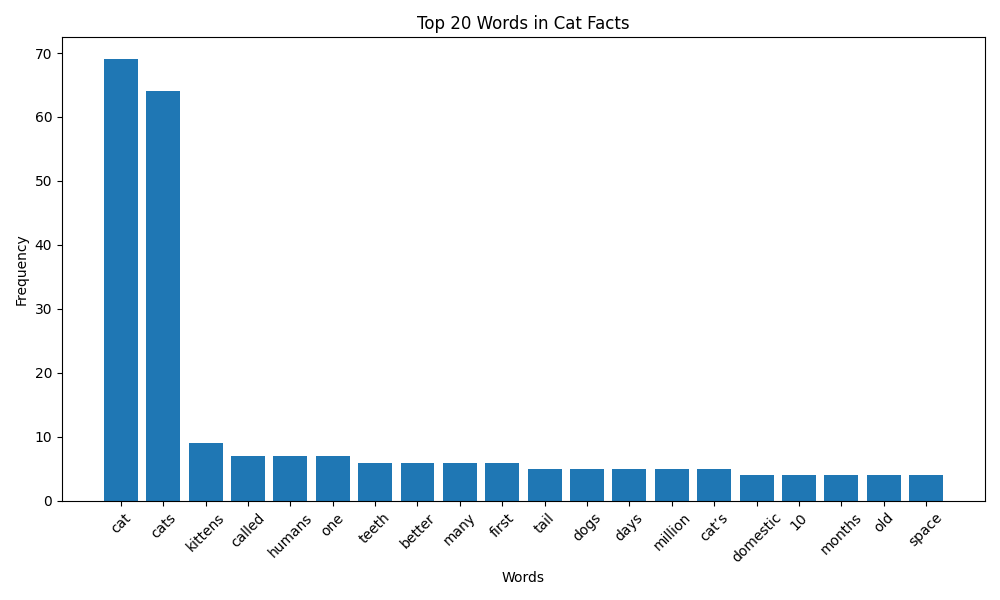 Top 20 Words in Cat Facts
70
60
50
40
30
20
10
0
Frequency
cat
cats
kittens
called
humans
one
teeth
better
many
first
tail
dogs
days
million
cat's
domestic
10
months
old
space
Words